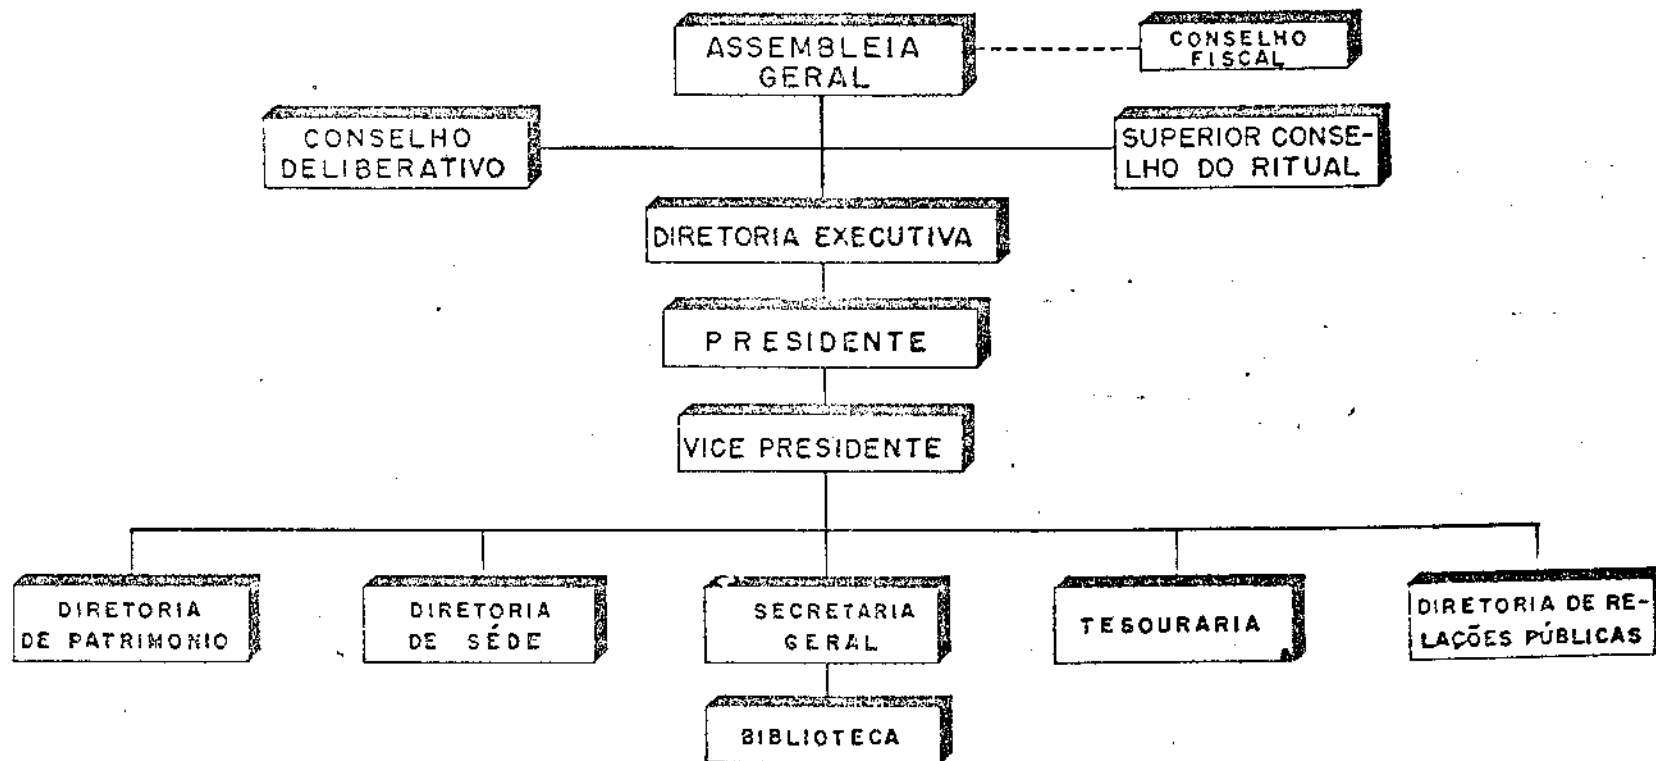 ASSEMBLEIA
GERAL
CONSELHO
FISCAL
CONSELHO
DELIBERATIVO
SUPERIOR CONSE-
LHO DO RITUAL
DIRETORIA EXECUTIVA
PRESIDENTE
VICE PRESIDENTE
DIRETORIA
DE PATRIMONIO
DIRETORIA
DE SÉDE
SECRETARIA
GERAL
TESOURARIA
DIRETORIA DE RE-
LAÇÕES PÚBLICAS
BIBLIOTECA